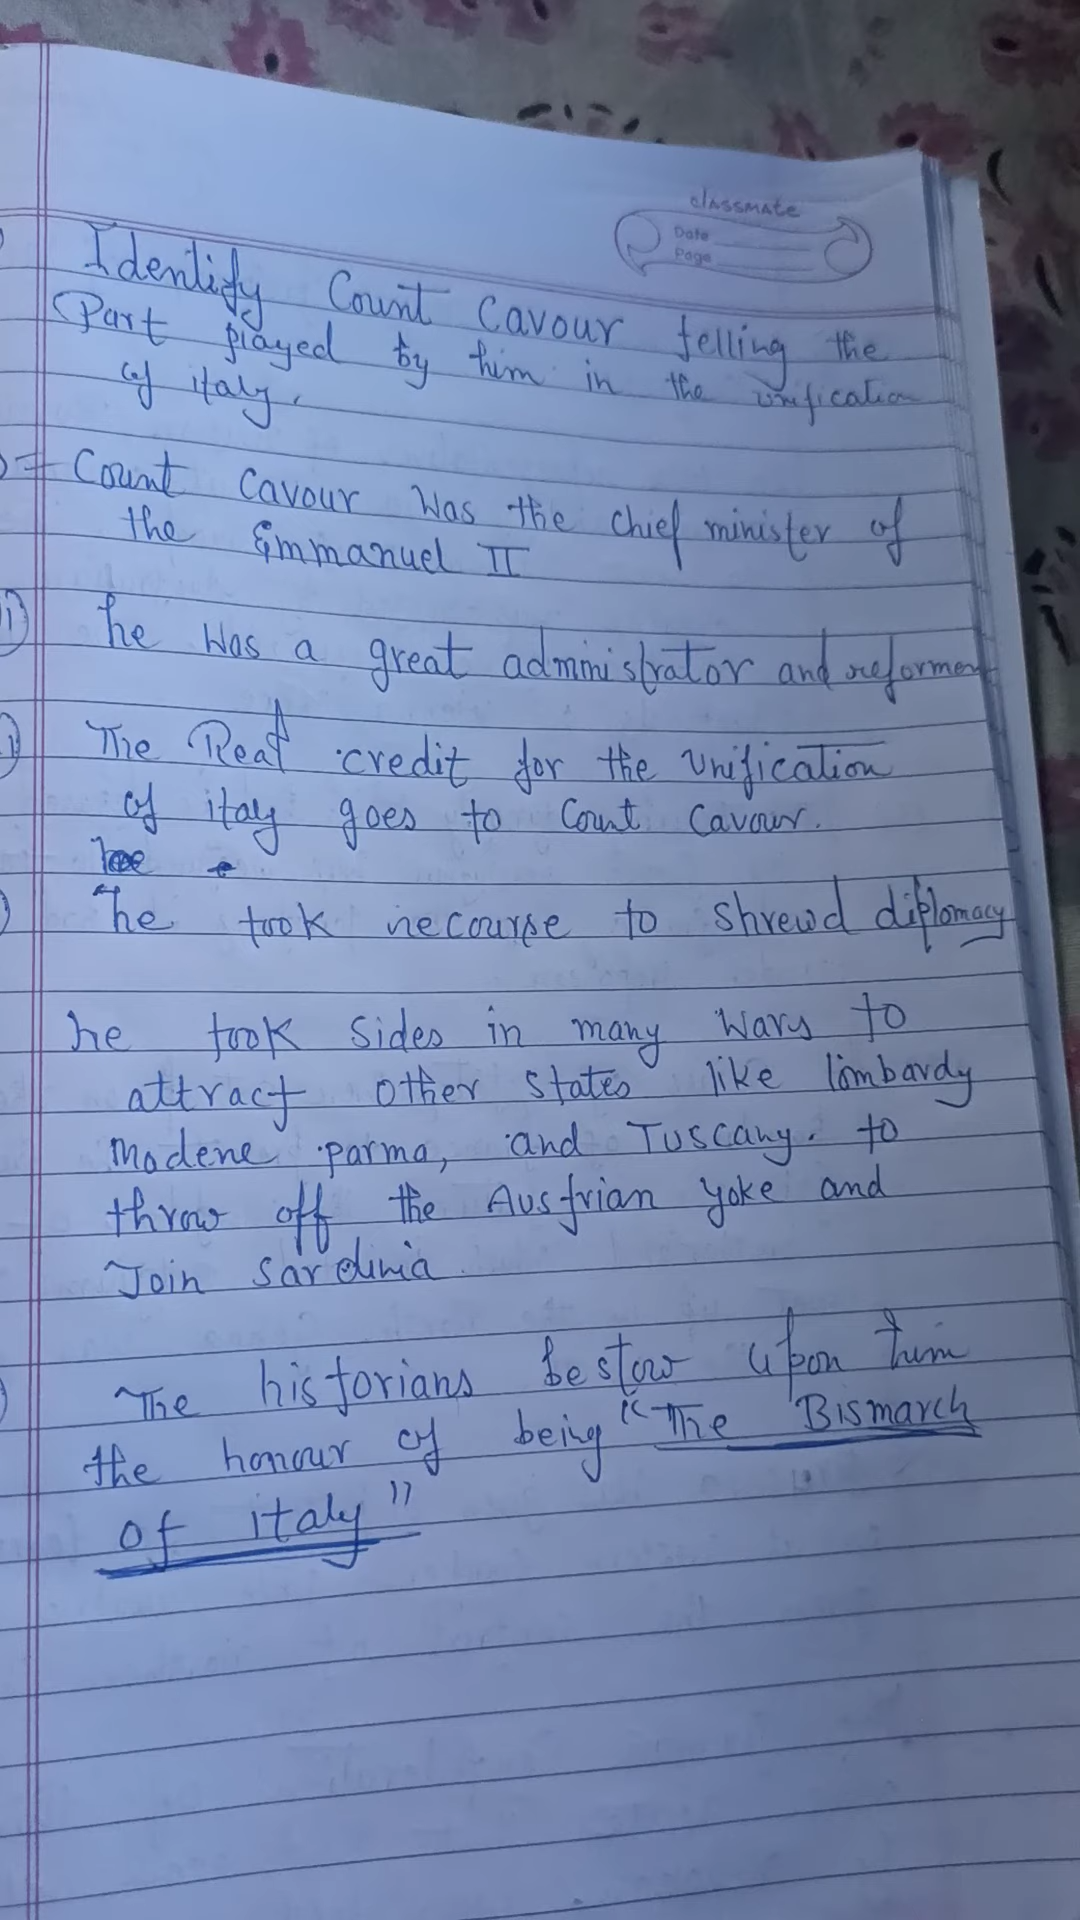 classmate
Date
Page
Identify Count Cavour telling the
Part played by him in the unification
of italy.
Count Cavour was the chief minister of
the Emmanuel II
he was a great administrator and reformer
The Real credit for the unification
of itay goes to Count Cavour.
he took recourse to shrewd diplomacy
he took sides in many wars to
attract other states like lombardy
Modene parma, and Tuscany. to
throw off the Austrian yoke and
Join sardinia
The historians bestow upon him
the honour of being "The Bismarch
of italy"